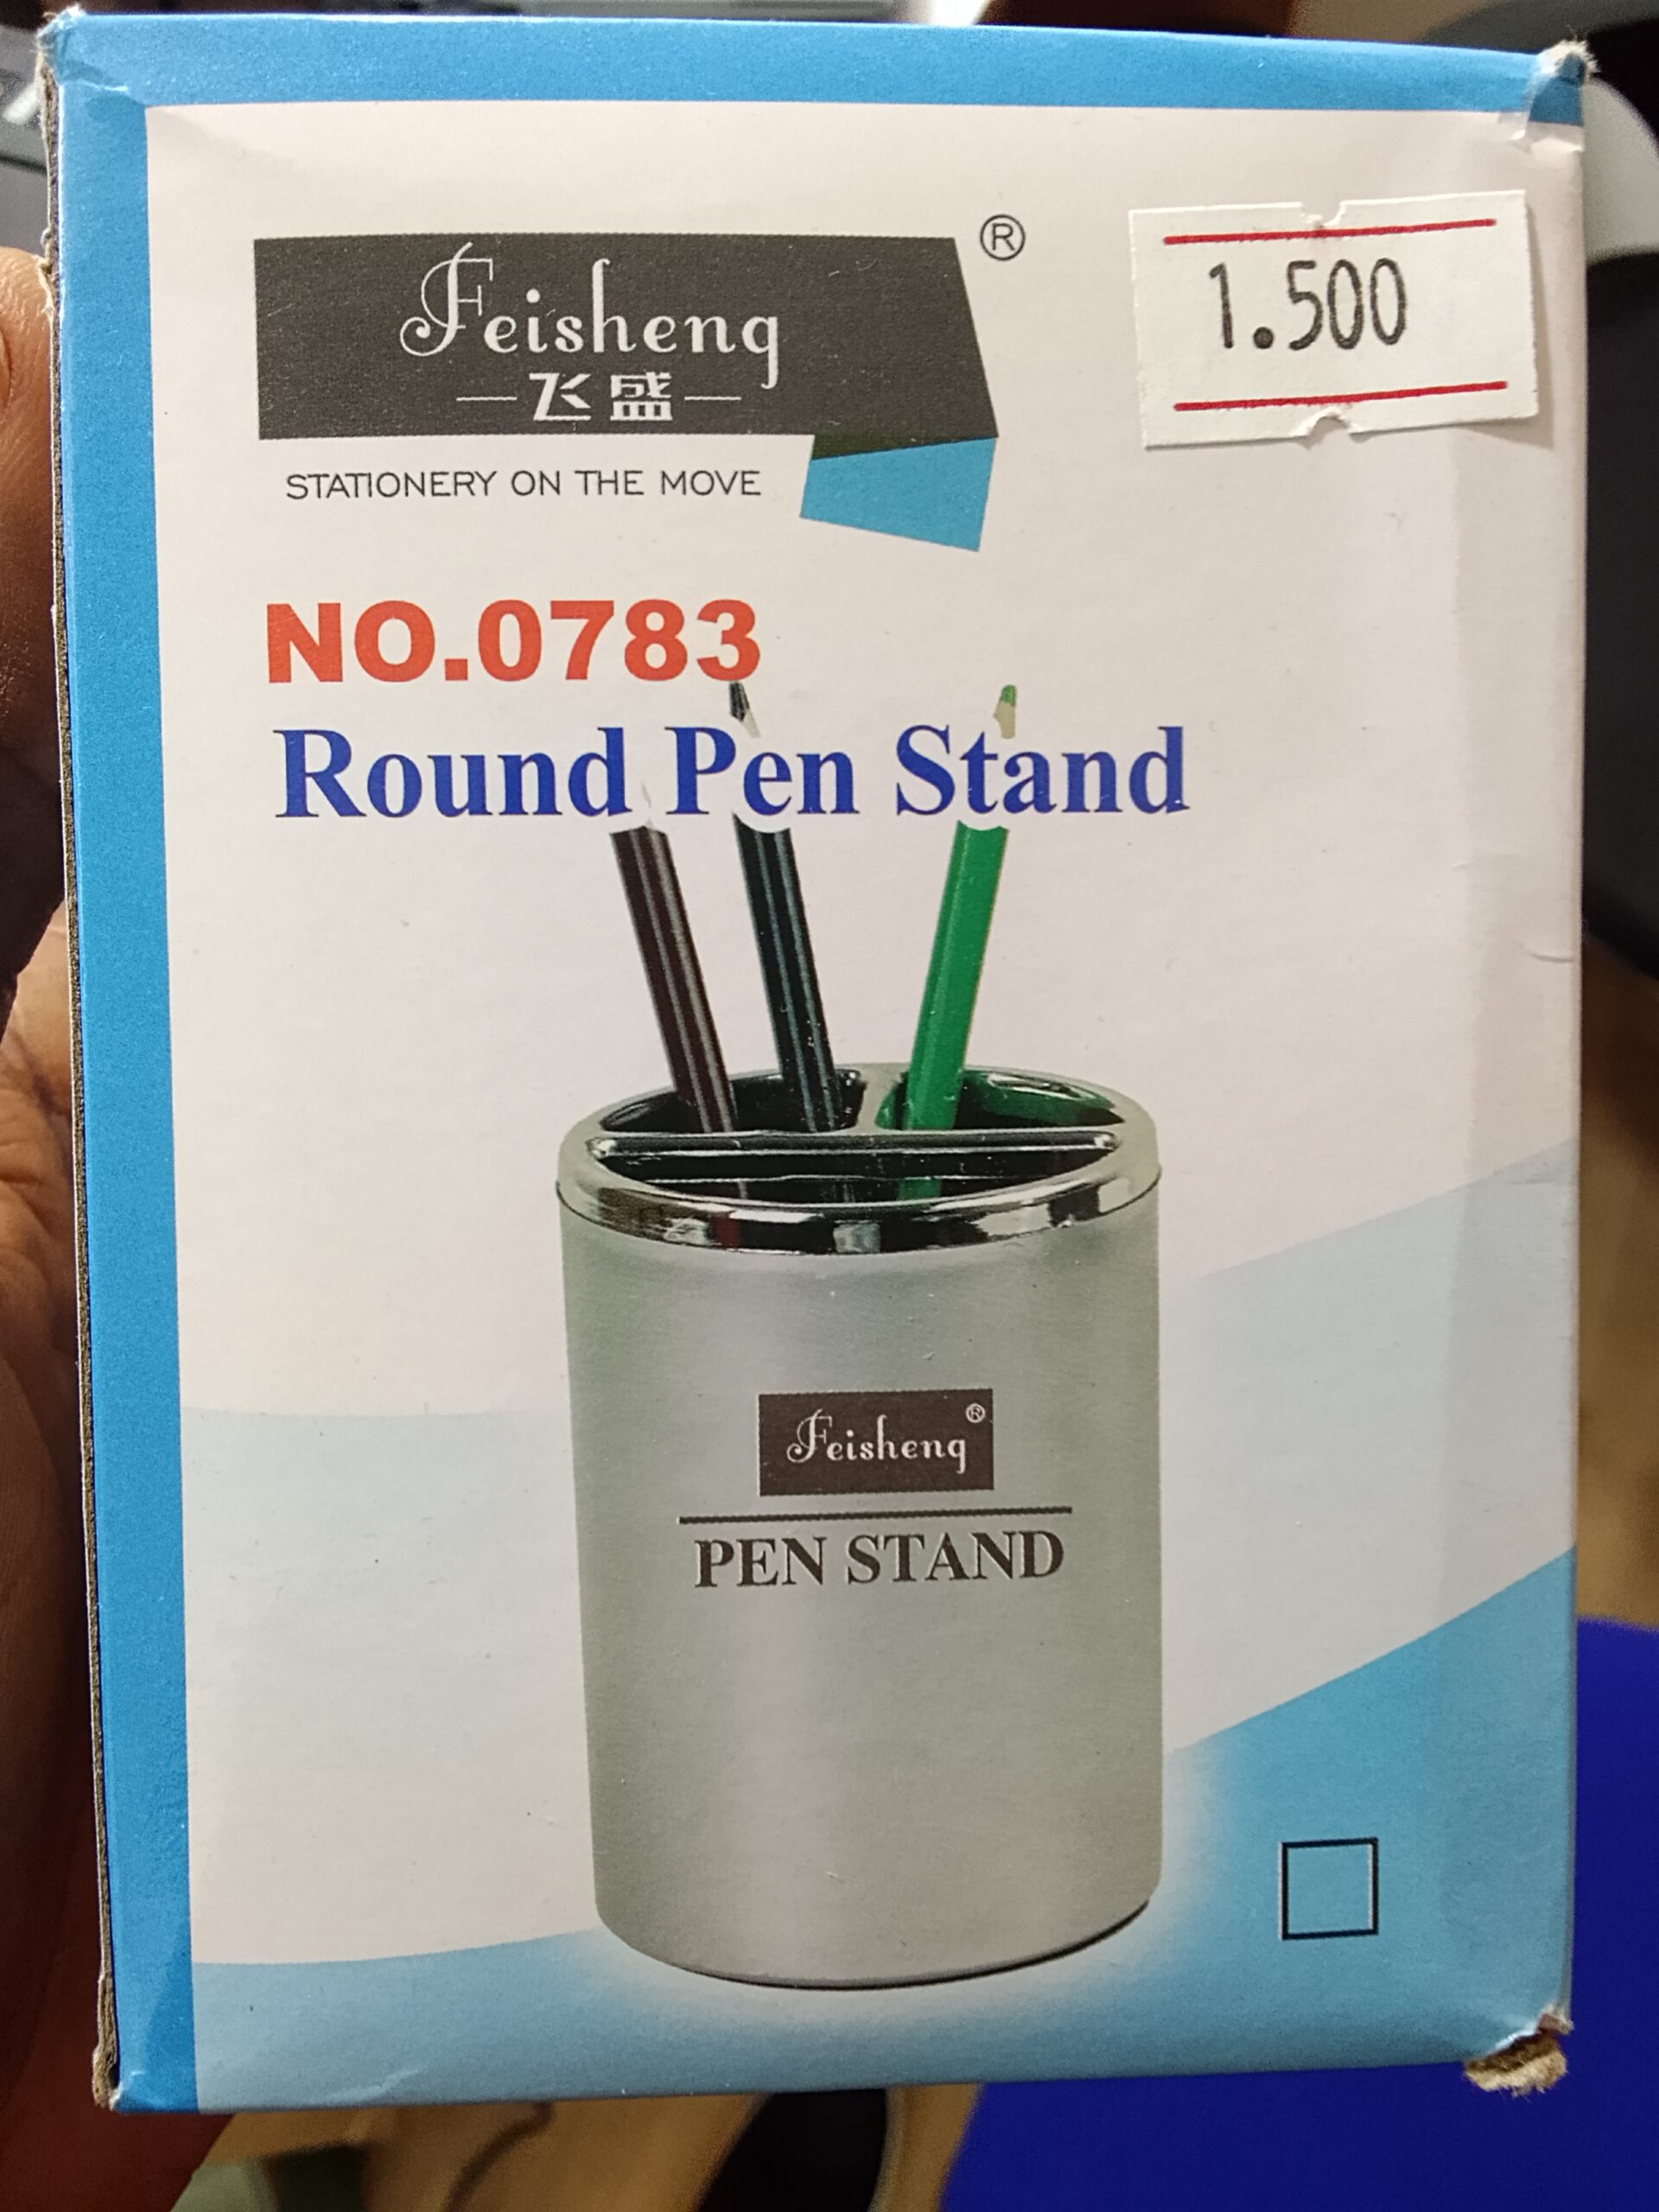 Feisheng ®
飞盛
STATIONERY ON THE MOVE
1.500
NO.0783
Round Pen Stand
Feisheng ®
PEN STAND